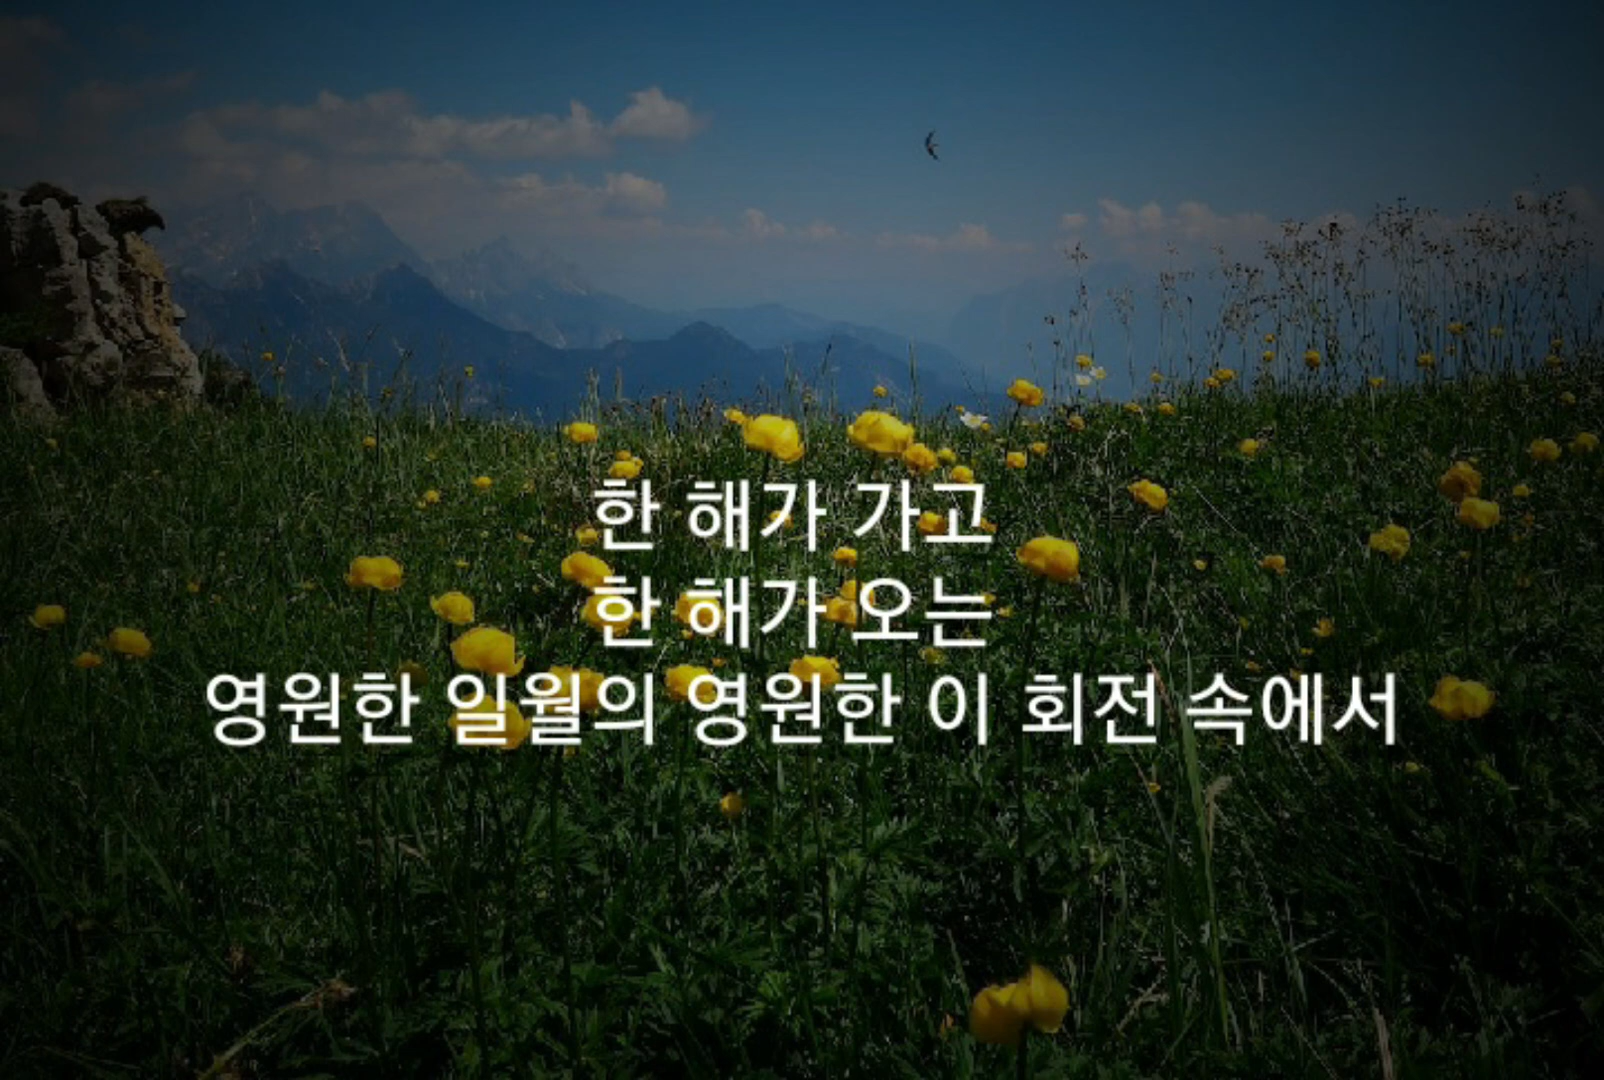 한 해가 가고
한 해가 오는
영원한 일월의 영원한 이 회전 속에서